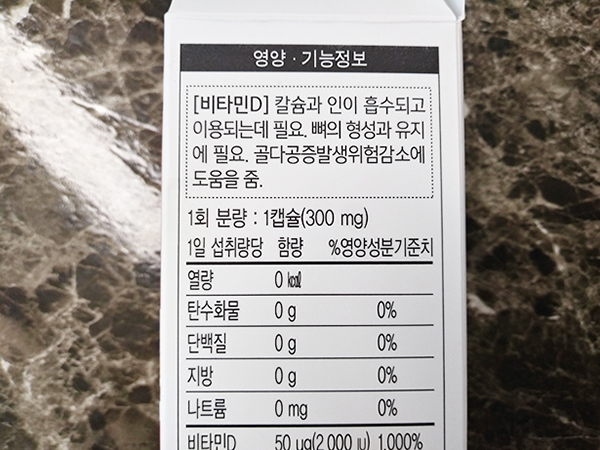 영양 · 기능정보
[비타민D] 칼슘과 인이 흡수되고
이용되는데 필요. 뼈의 형성과 유지
에 필요. 골다공증발생위험감소에
도움을 줌.
1회 분량 : 1캡슐(300 mg)
1일 섭취량당 함량 %영양성분기준치
열량 0 ㎉
탄수화물 0 g 0%
단백질 0 g 0%
지방 0 g 0%
나트륨 0 mg 0%
비타민D 50 ug(2,000 IU) 1,000%